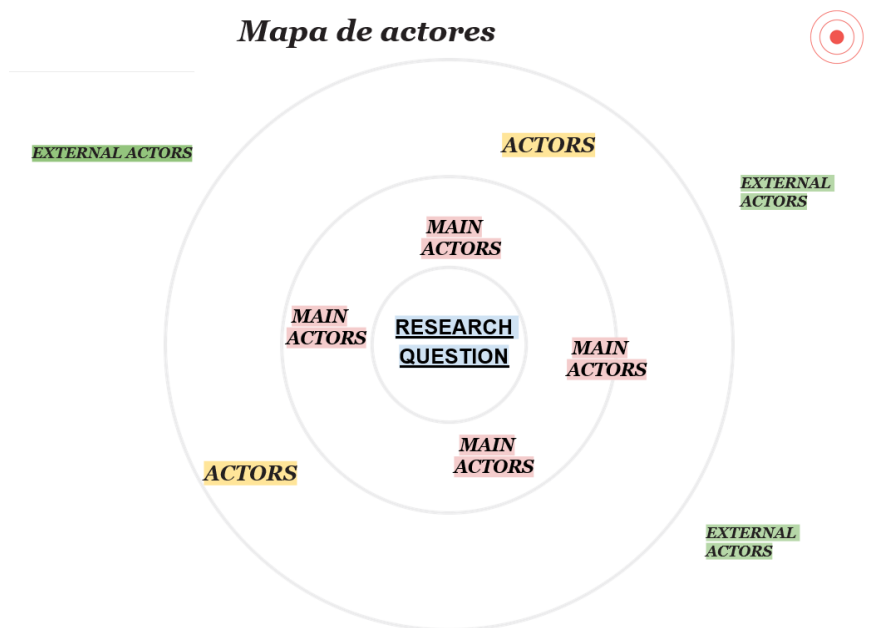 Mapa de actores
EXTERNAL ACTORS
ACTORS
EXTERNAL
ACTORS
MAIN
ACTORS
MAIN
ACTORS
RESEARCH
QUESTION
MAIN
ACTORS
MAIN
ACTORS
ACTORS
EXTERNAL
ACTORS